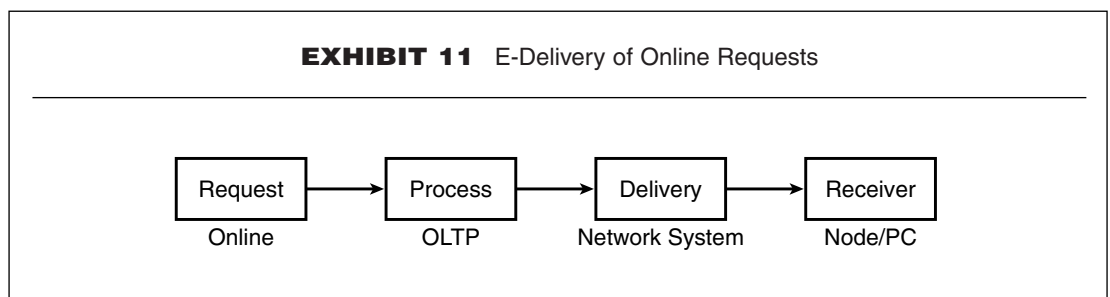 EXHIBIT 11 E-Delivery of Online Requests
Request Process Delivery Receiver
Online OLTP Network System Node/PC